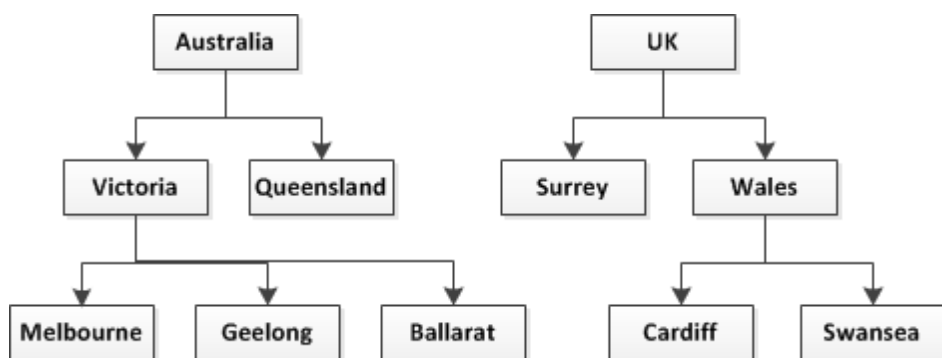 Australia
UK
Victoria
Queensland
Surrey
Wales
Melbourne
Geelong
Ballarat
Cardiff
Swansea